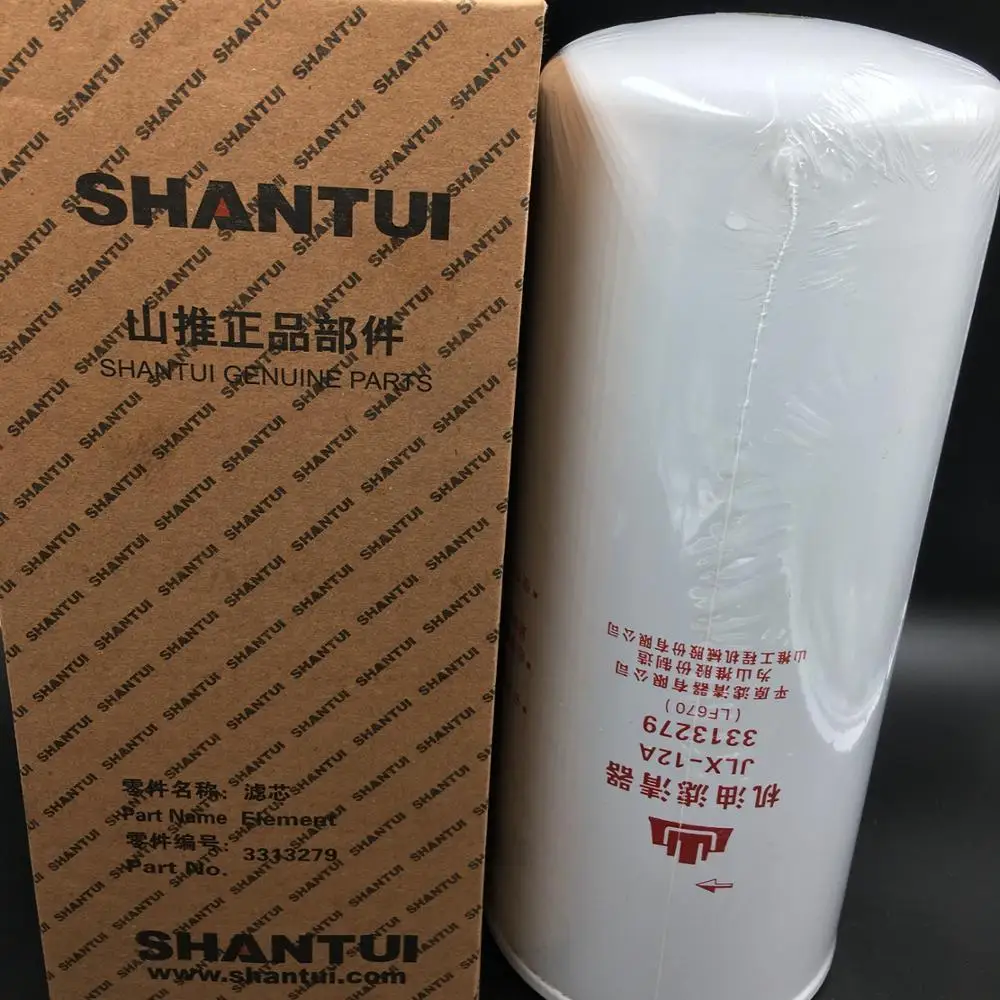 SHANTUI
山推正品部件
SHANTUI GENUINE PARTS
零件名称: 滤芯
Part Name Element
零件编号: 3313279
Part No.
SHANTUI
www.shantui.com
机油滤清器
JLX-12A
3313279
(LF670)
平原滤清器有限公司
为山推股份制造
山推工程机械股份有限公司